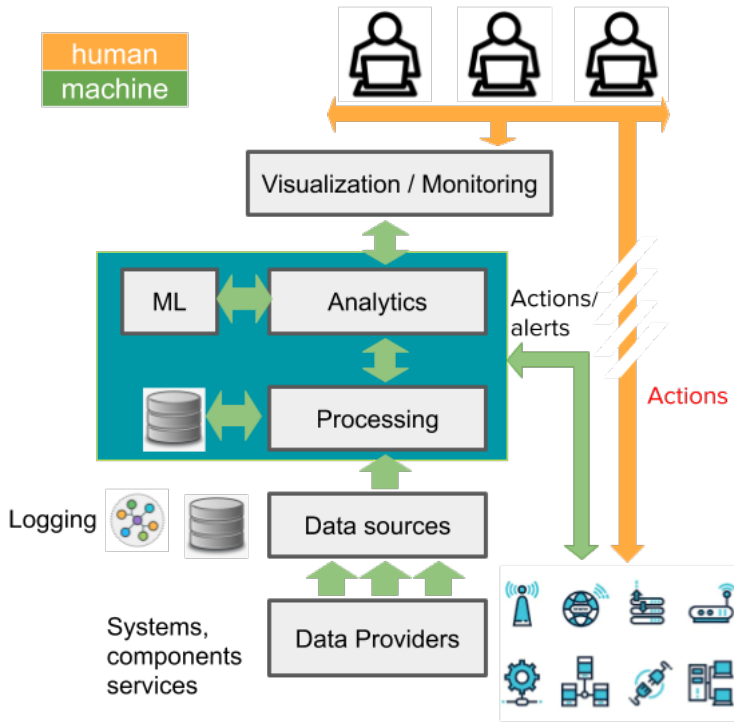 human
machine
Visualization / Monitoring
ML
Analytics
Actions/
alerts
Processing
Actions
Logging
Data sources
Systems,
components
services
Data Providers